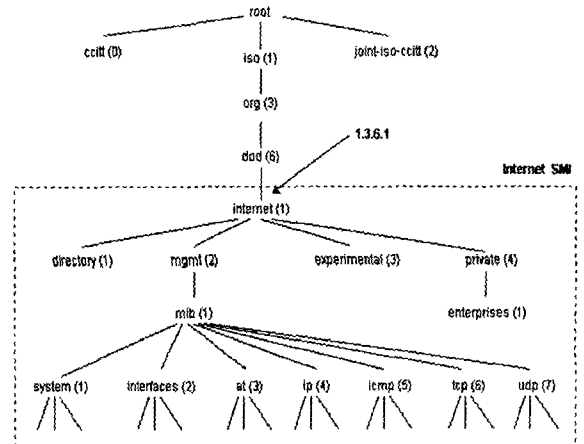 root
ccitt (0)
iso (1)
joint-iso-ccitt (2)
org (3)
1.3.6.1
dod (6)
Internet SMI
internet (1)
directory (1)
mgmt (2)
experimental (3)
private (4)
mib (1)
enterprises (1)
system (1)
interfaces (2)
at (3)
ip (4)
icmp (5)
tcp (6)
udp (7)